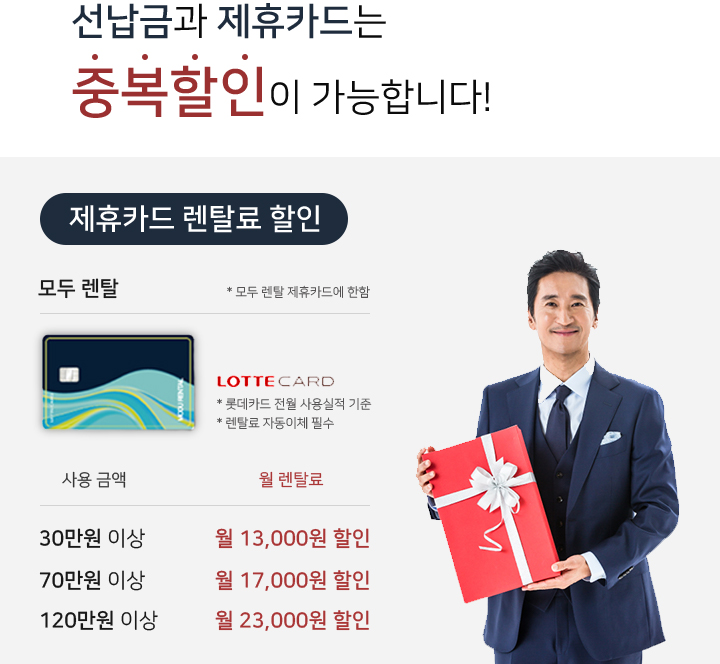 선납금과 제휴카드는
중복할인이 가능합니다!
제휴카드 렌탈료 할인
모두 렌탈
* 모두 렌탈 제휴카드에 한함
MODU RENTAL
LOTTE CARD
* 롯데카드 전월 사용실적 기준
* 렌탈료 자동이체 필수
사용 금액 월 렌탈료
30만원 이상 월 13,000원 할인
70만원 이상 월 17,000원 할인
120만원 이상 월 23,000원 할인